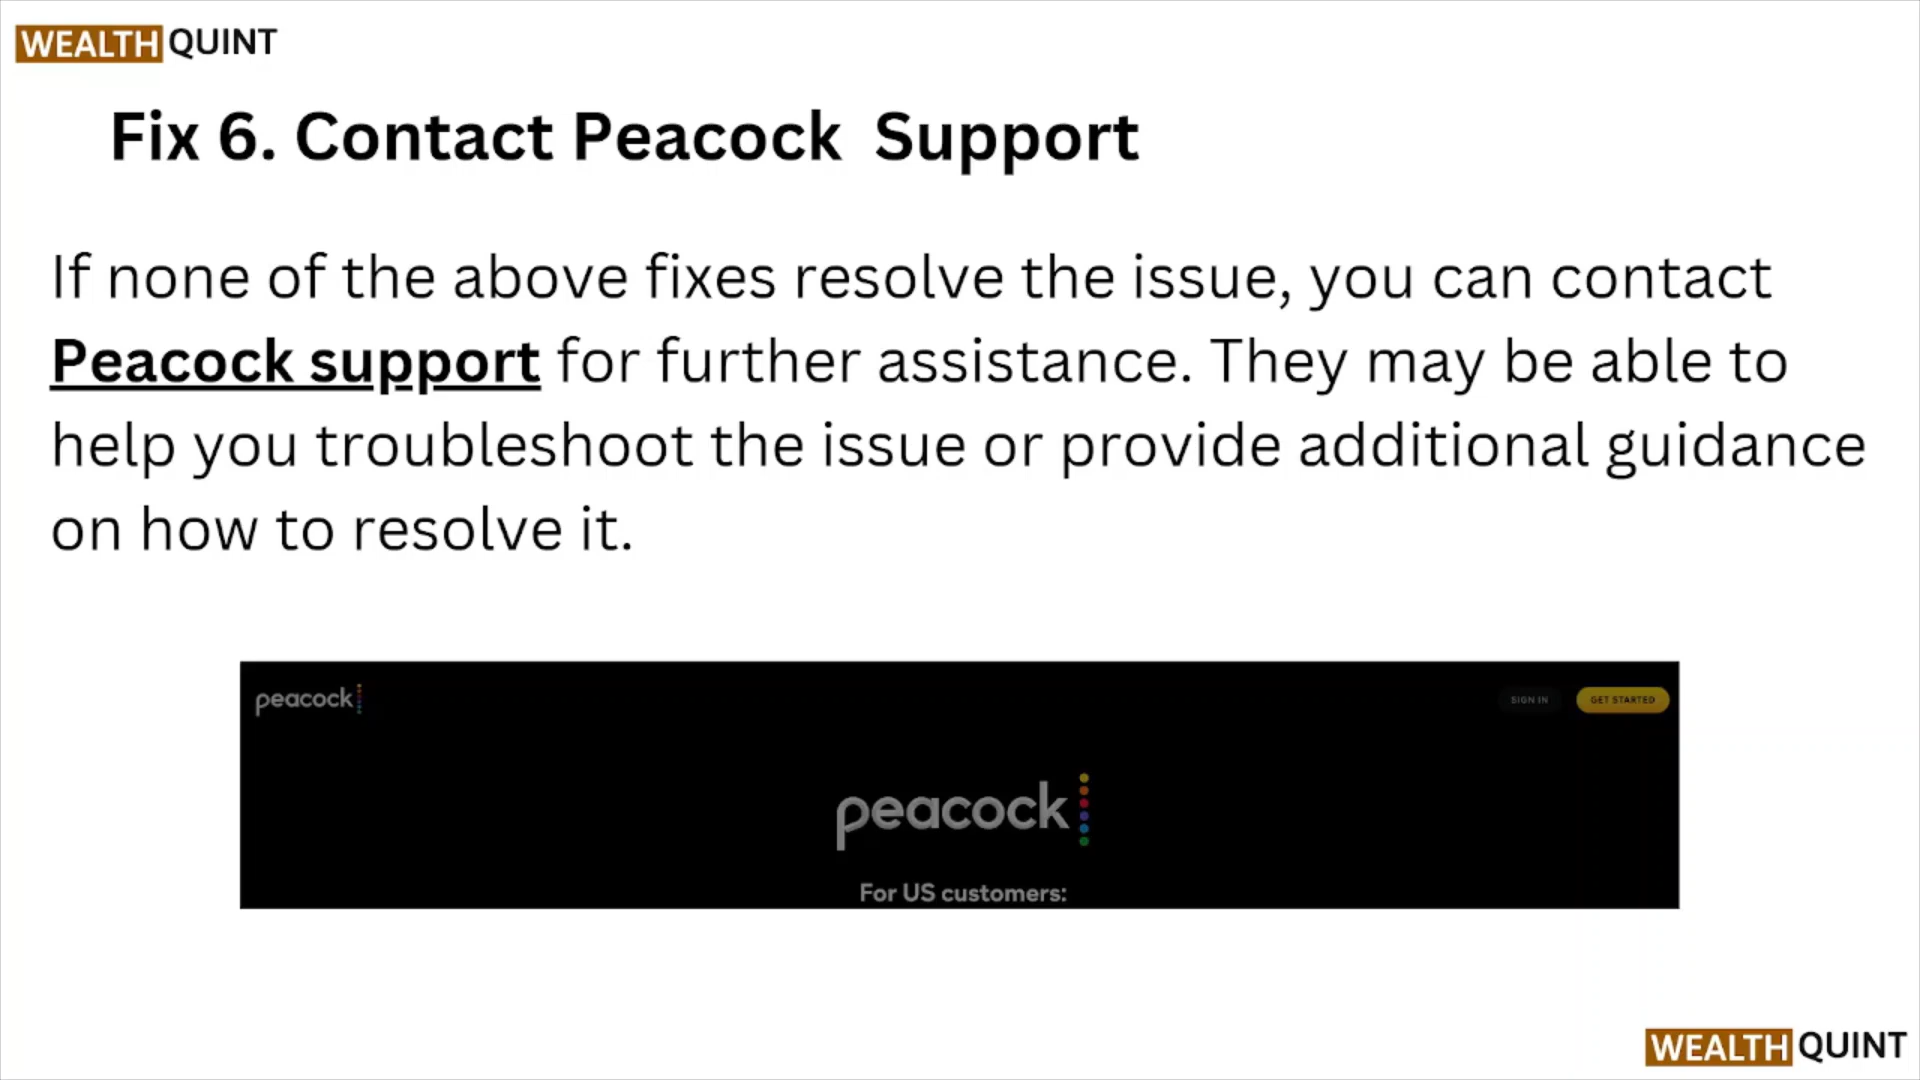 WEALTH QUINT
Fix 6. Contact Peacock Support
If none of the above fixes resolve the issue, you can contact
Peacock support for further assistance. They may be able to
help you troubleshoot the issue or provide additional guidance
on how to resolve it.
peacock SIGN IN GET STARTED
peacock
For US customers:
WEALTH QUINT